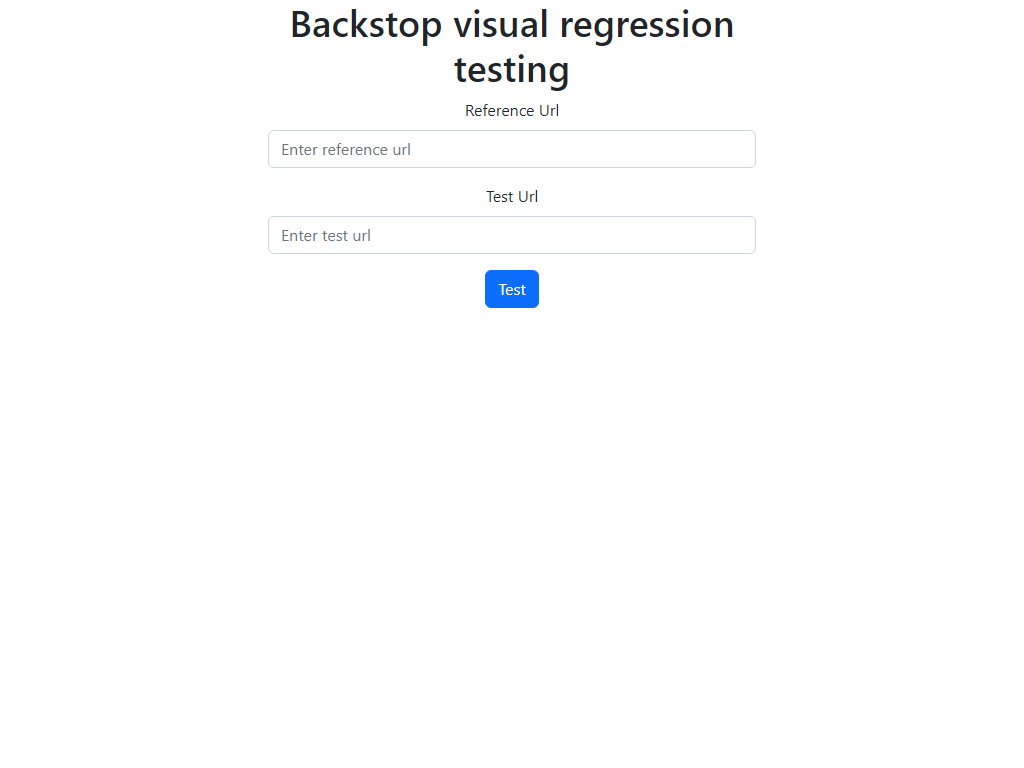 Backstop visual regression
testing
Reference Url
Enter reference url
Test Url
Enter test url
Test